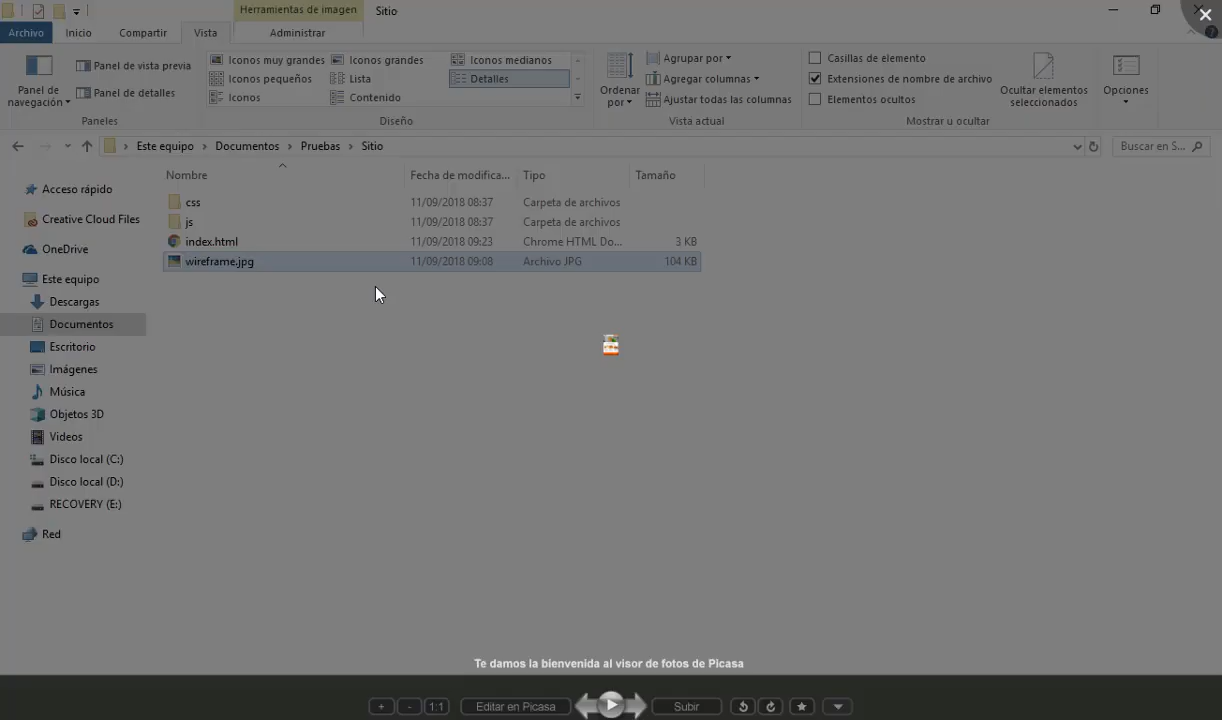 Herramientas de imagen
Sitio
Archivo
Inicio
Compartir
Vista
Administrar
Panel de navegación
Panel de vista previa
Panel de detalles
Paneles
Iconos muy grandes
Iconos grandes
Iconos medianos
Iconos pequeños
Lista
Detalles
Iconos
Contenido
Diseño
Ordenar por
Agrupar por
Agregar columnas
Ajustar todas las columnas
Vista actual
Casillas de elemento
Extensiones de nombre de archivo
Elementos ocultos
Ocultar elementos seleccionados
Mostrar u ocultar
Opciones
Este equipo > Documentos > Pruebas > Sitio
Buscar en S...
Nombre
Fecha de modifica...
Tipo
Tamaño
css 11/09/2018 08:37 Carpeta de archivos
js 11/09/2018 08:37 Carpeta de archivos
index.html 11/09/2018 09:23 Chrome HTML Do... 3 KB
wireframe.jpg 11/09/2018 09:08 Archivo JPG 104 KB
Acceso rápido
Creative Cloud Files
OneDrive
Este equipo
Descargas
Documentos
Escritorio
Imágenes
Música
Objetos 3D
Videos
Disco local (C:)
Disco local (D:)
RECOVERY (E:)
Red
Te damos la bienvenida al visor de fotos de Picasa
+ - 1:1 Editar en Picasa Subir